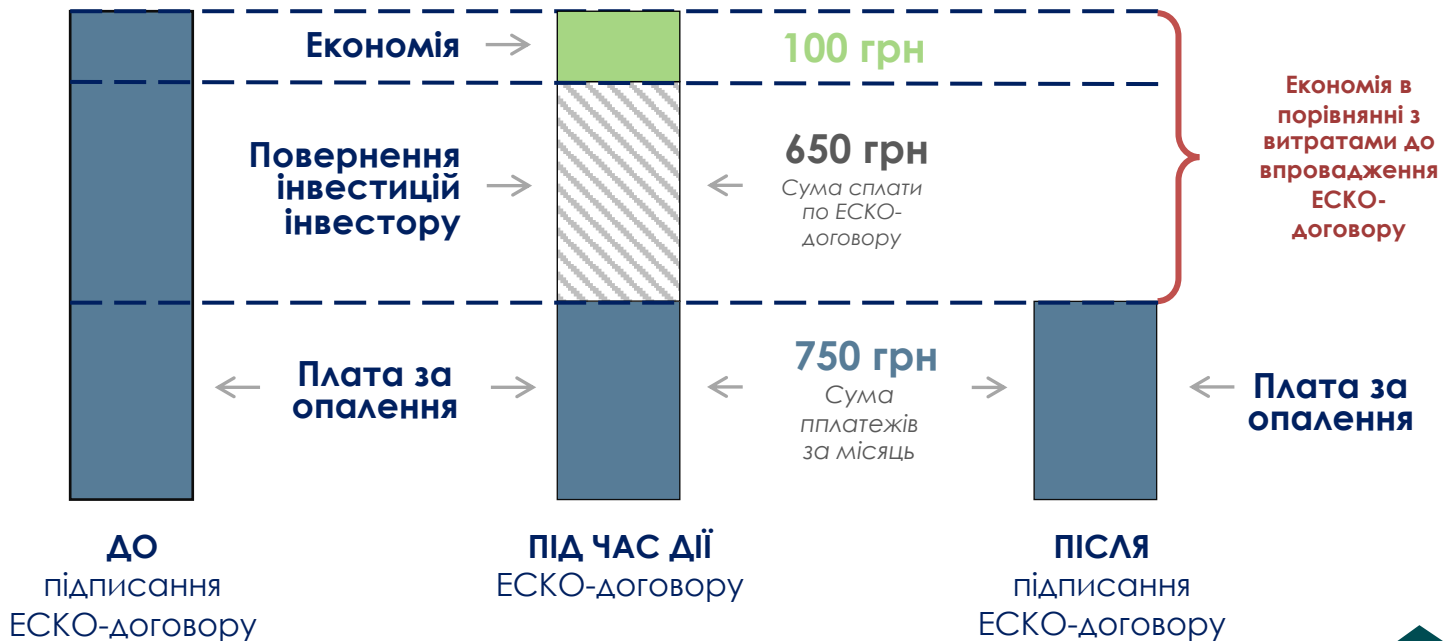 Економія
100 грн
Повернення
інвестицій
інвестору
650 грн
Сума сплати
по ЕСКО-
договору
Економія в
порівнянні з
витратами до
впровадження
ЕСКО-
договору
Плата за
опалення
750 грн
Сума
пплатежів
за місяць
Плата за
опалення
ДО
підписання
ЕСКО-договору
ПІД ЧАС ДІЇ
ЕСКО-договору
ПІСЛЯ
підписання
ЕСКО-договору